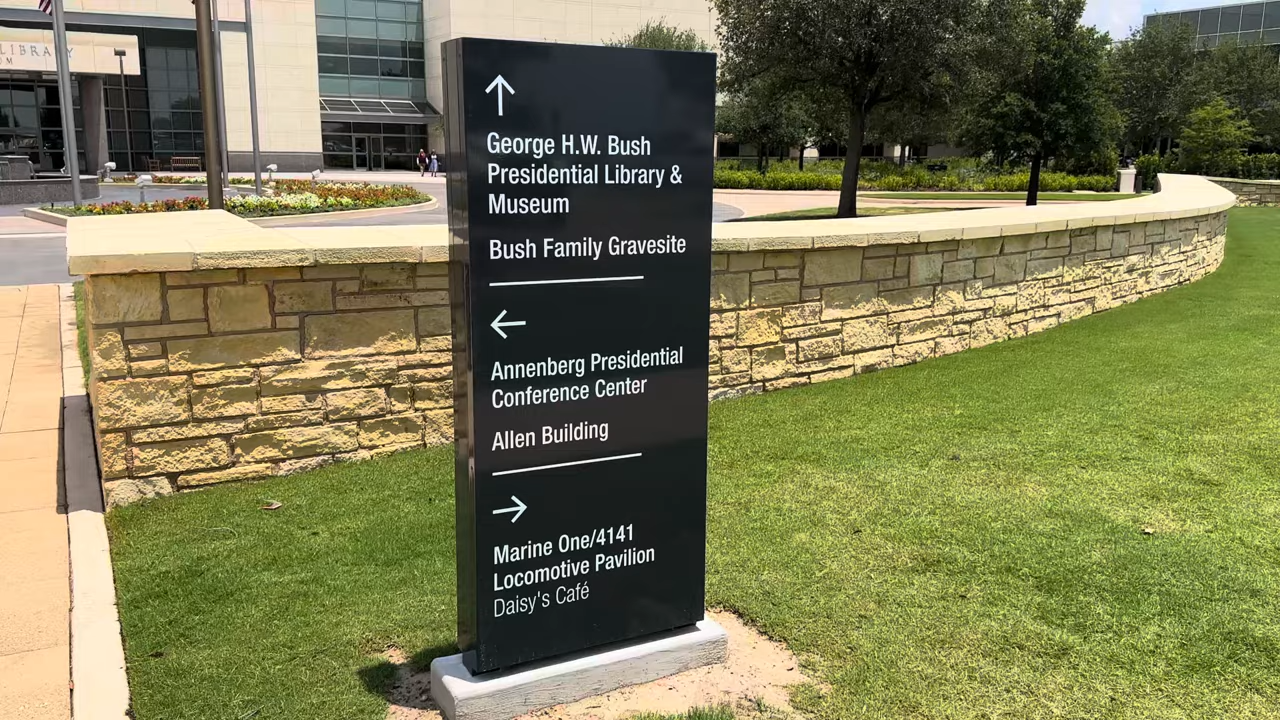 LIBRARY
↑
George H.W. Bush
Presidential Library &
Museum
Bush Family Gravesite
←
Annenberg Presidential
Conference Center
Allen Building
→
Marine One/4141
Locomotive Pavilion
Daisy's Café